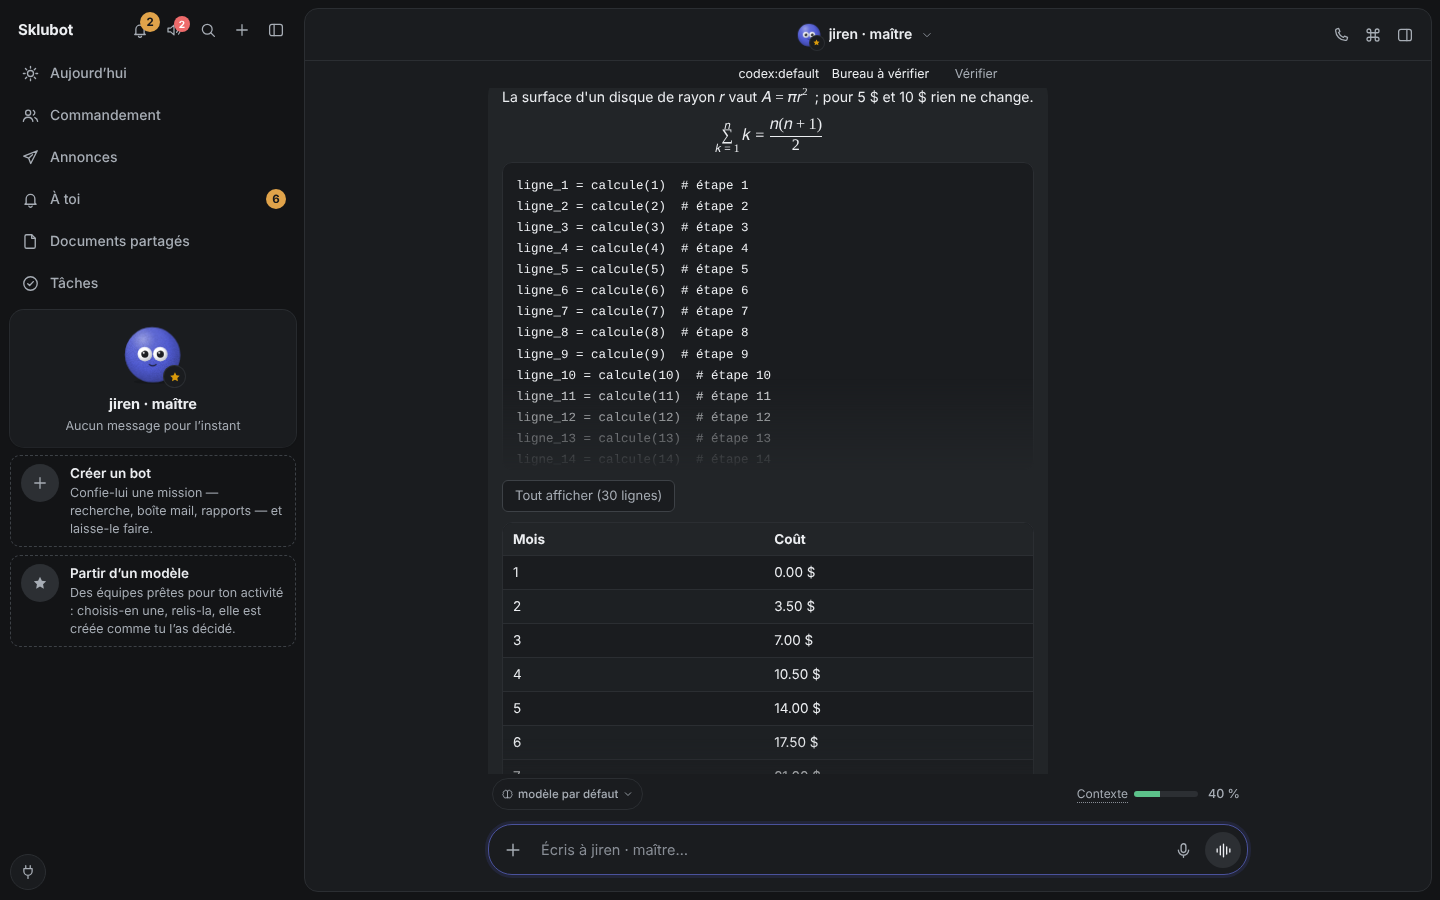 Sklubot
2
2
Aujourd’hui
Commandement
Annonces
À toi
6
Documents partagés
Tâches
jiren · maître
Aucun message pour l’instant
Créer un bot
Confie-lui une mission —
recherche, boîte mail, rapports — et
laisse-le faire.
Partir d’un modèle
Des équipes prêtes pour ton activité
: choisis-en une, relis-la, elle est
créée comme tu l’as décidé.
jiren · maître
codex:default Bureau à vérifier Vérifier
La surface d'un disque de rayon r vaut A = πr² ; pour 5 $ et 10 $ rien ne change.
n
∑ k = n(n + 1)
k = 1 2
ligne_1 = calcule(1)  # étape 1
ligne_2 = calcule(2)  # étape 2
ligne_3 = calcule(3)  # étape 3
ligne_4 = calcule(4)  # étape 4
ligne_5 = calcule(5)  # étape 5
ligne_6 = calcule(6)  # étape 6
ligne_7 = calcule(7)  # étape 7
ligne_8 = calcule(8)  # étape 8
ligne_9 = calcule(9)  # étape 9
ligne_10 = calcule(10)  # étape 10
ligne_11 = calcule(11)  # étape 11
ligne_12 = calcule(12)  # étape 12
ligne_13 = calcule(13)  # étape 13
ligne_14 = calcule(14)  # étape 14
Tout afficher (30 lignes)
Mois Coût
1 0.00 $
2 3.50 $
3 7.00 $
4 10.50 $
5 14.00 $
6 17.50 $
modèle par défaut
Contexte 40 %
Écris à jiren · maître…